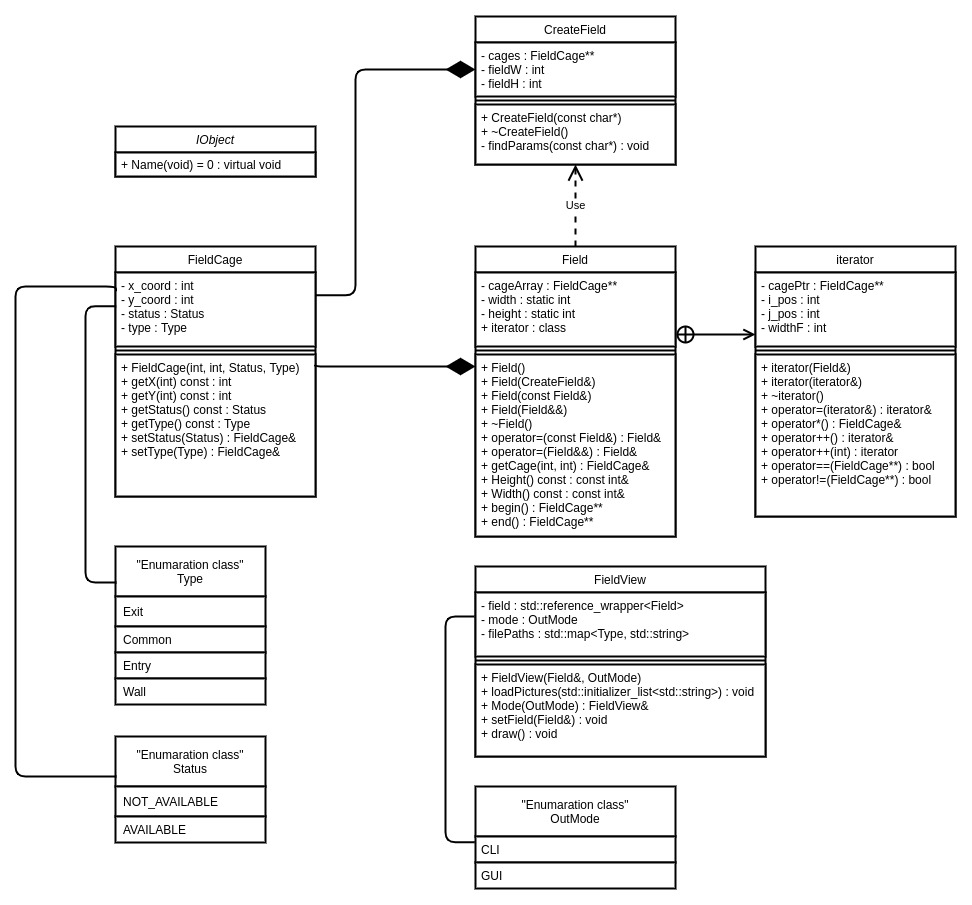 CreateField
- cages : FieldCage**
- fieldW : int
- fieldH : int
+ CreateField(const char*)
+ ~CreateField()
- findParams(const char*) : void
IObject
+ Name(void) = 0 : virtual void
Use
FieldCage
- x_coord : int
- y_coord : int
- status : Status
- type : Type
+ FieldCage(int, int, Status, Type)
+ getX(int) const : int
+ getY(int) const : int
+ getStatus() const : Status
+ getType() const : Type
+ setStatus(Status) : FieldCage&
+ setType(Type) : FieldCage&
Field
- cageArray : FieldCage**
- width : static int
- height : static int
+ iterator : class
+ Field()
+ Field(CreateField&)
+ Field(const Field&)
+ Field(Field&&)
+ ~Field()
+ operator=(const Field&) : Field&
+ operator=(Field&&) : Field&
+ getCage(int, int) : FieldCage&
+ Height() const : const int&
+ Width() const : const int&
+ begin() : FieldCage**
+ end() : FieldCage**
iterator
- cagePtr : FieldCage**
- i_pos : int
- j_pos : int
- widthF : int
+ iterator(Field&)
+ iterator(iterator&)
+ ~iterator()
+ operator=(iterator&) : iterator&
+ operator*() : FieldCage&
+ operator++() : iterator&
+ operator++(int) : iterator
+ operator==(FieldCage**) : bool
+ operator!=(FieldCage**) : bool
"Enumaration class"
Type
Exit
Common
Entry
Wall
"Enumaration class"
Status
NOT_AVAILABLE
AVAILABLE
FieldView
- field : std::reference_wrapper<Field>
- mode : OutMode
- filePaths : std::map<Type, std::string>
+ FieldView(Field&, OutMode)
+ loadPictures(std::initializer_list<std::string>) : void
+ Mode(OutMode) : FieldView&
+ setField(Field&) : void
+ draw() : void
"Enumaration class"
OutMode
CLI
GUI